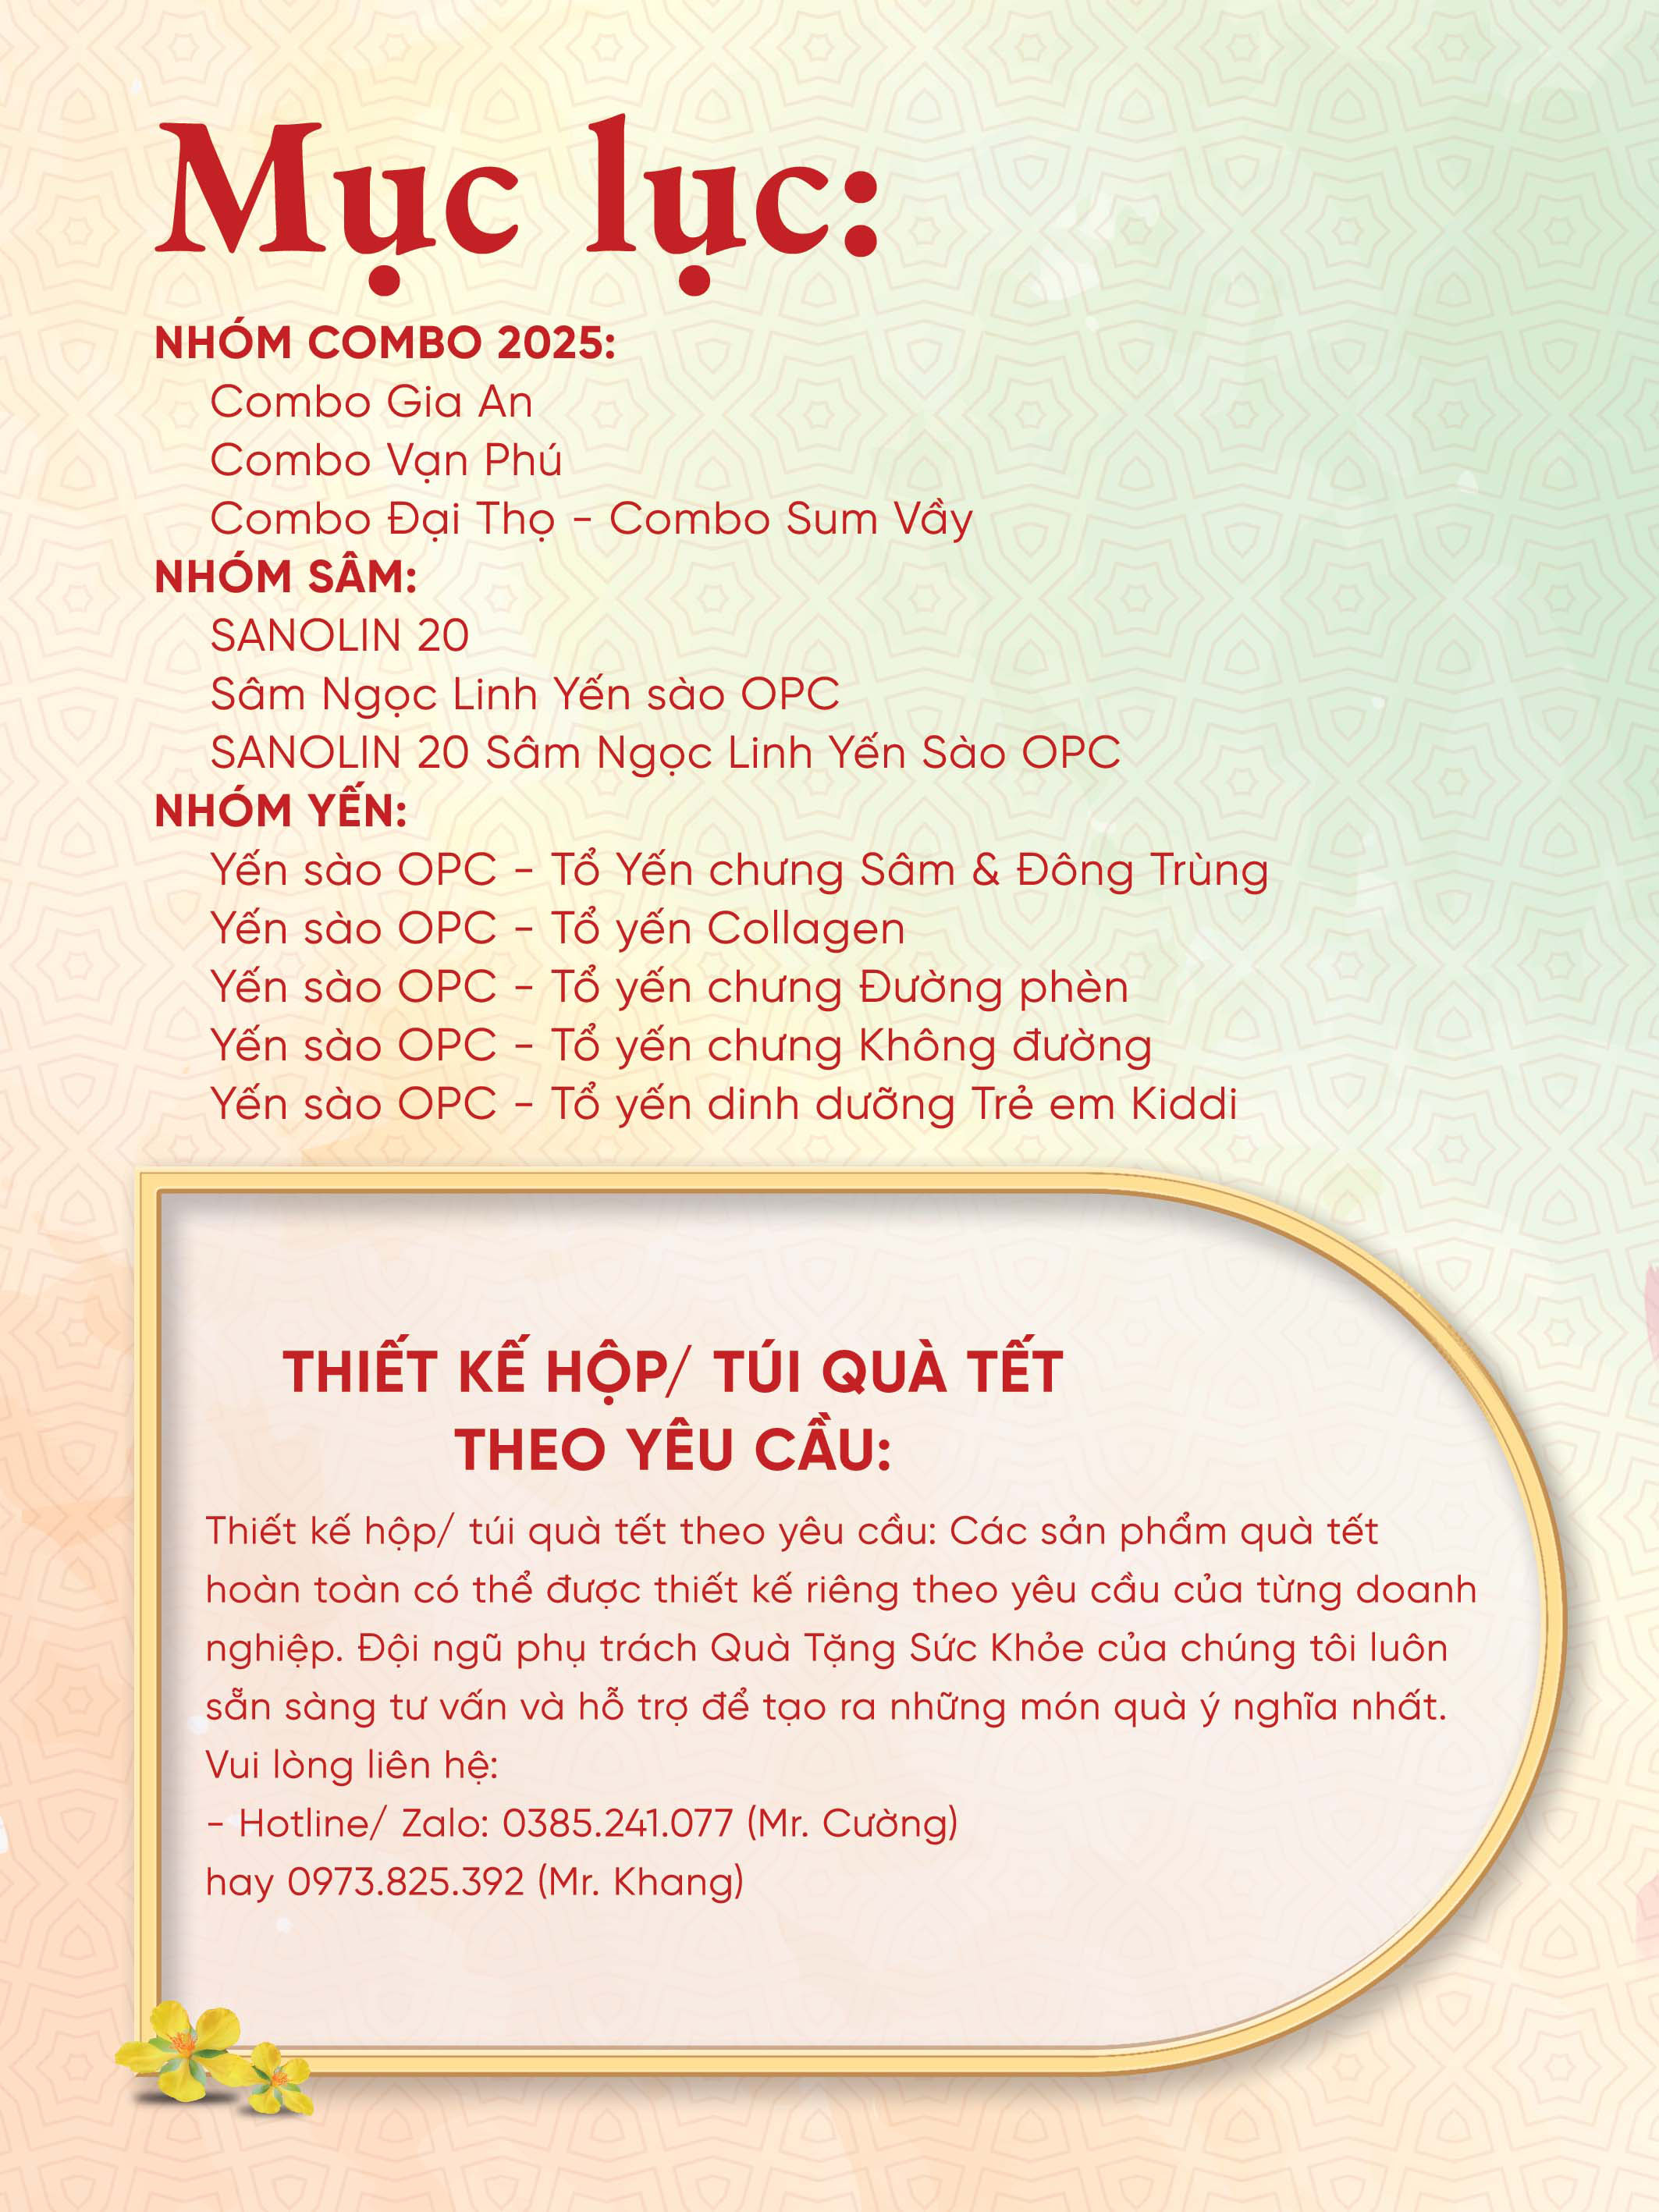 Mục lục:
NHÓM COMBO 2025:
Combo Gia An
Combo Vạn Phú
Combo Đại Thọ - Combo Sum Vầy
NHÓM SÂM:
SANOLIN 20
Sâm Ngọc Linh Yến sào OPC
SANOLIN 20 Sâm Ngọc Linh Yến Sào OPC
NHÓM YẾN:
Yến sào OPC - Tổ Yến chưng Sâm & Đông Trùng
Yến sào OPC - Tổ yến Collagen
Yến sào OPC - Tổ yến chưng Đường phèn
Yến sào OPC - Tổ yến chưng Không đường
Yến sào OPC - Tổ yến dinh dưỡng Trẻ em Kiddi
THIẾT KẾ HỘP/ TÚI QUÀ TẾT
THEO YÊU CẦU:
Thiết kế hộp/ túi quà tết theo yêu cầu: Các sản phẩm quà tết
hoàn toàn có thể được thiết kế riêng theo yêu cầu của từng doanh
nghiệp. Đội ngũ phụ trách Quà Tặng Sức Khỏe của chúng tôi luôn
sẵn sàng tư vấn và hỗ trợ để tạo ra những món quà ý nghĩa nhất.
Vui lòng liên hệ:
- Hotline/ Zalo: 0385.241.077 (Mr. Cường)
hay 0973.825.392 (Mr. Khang)